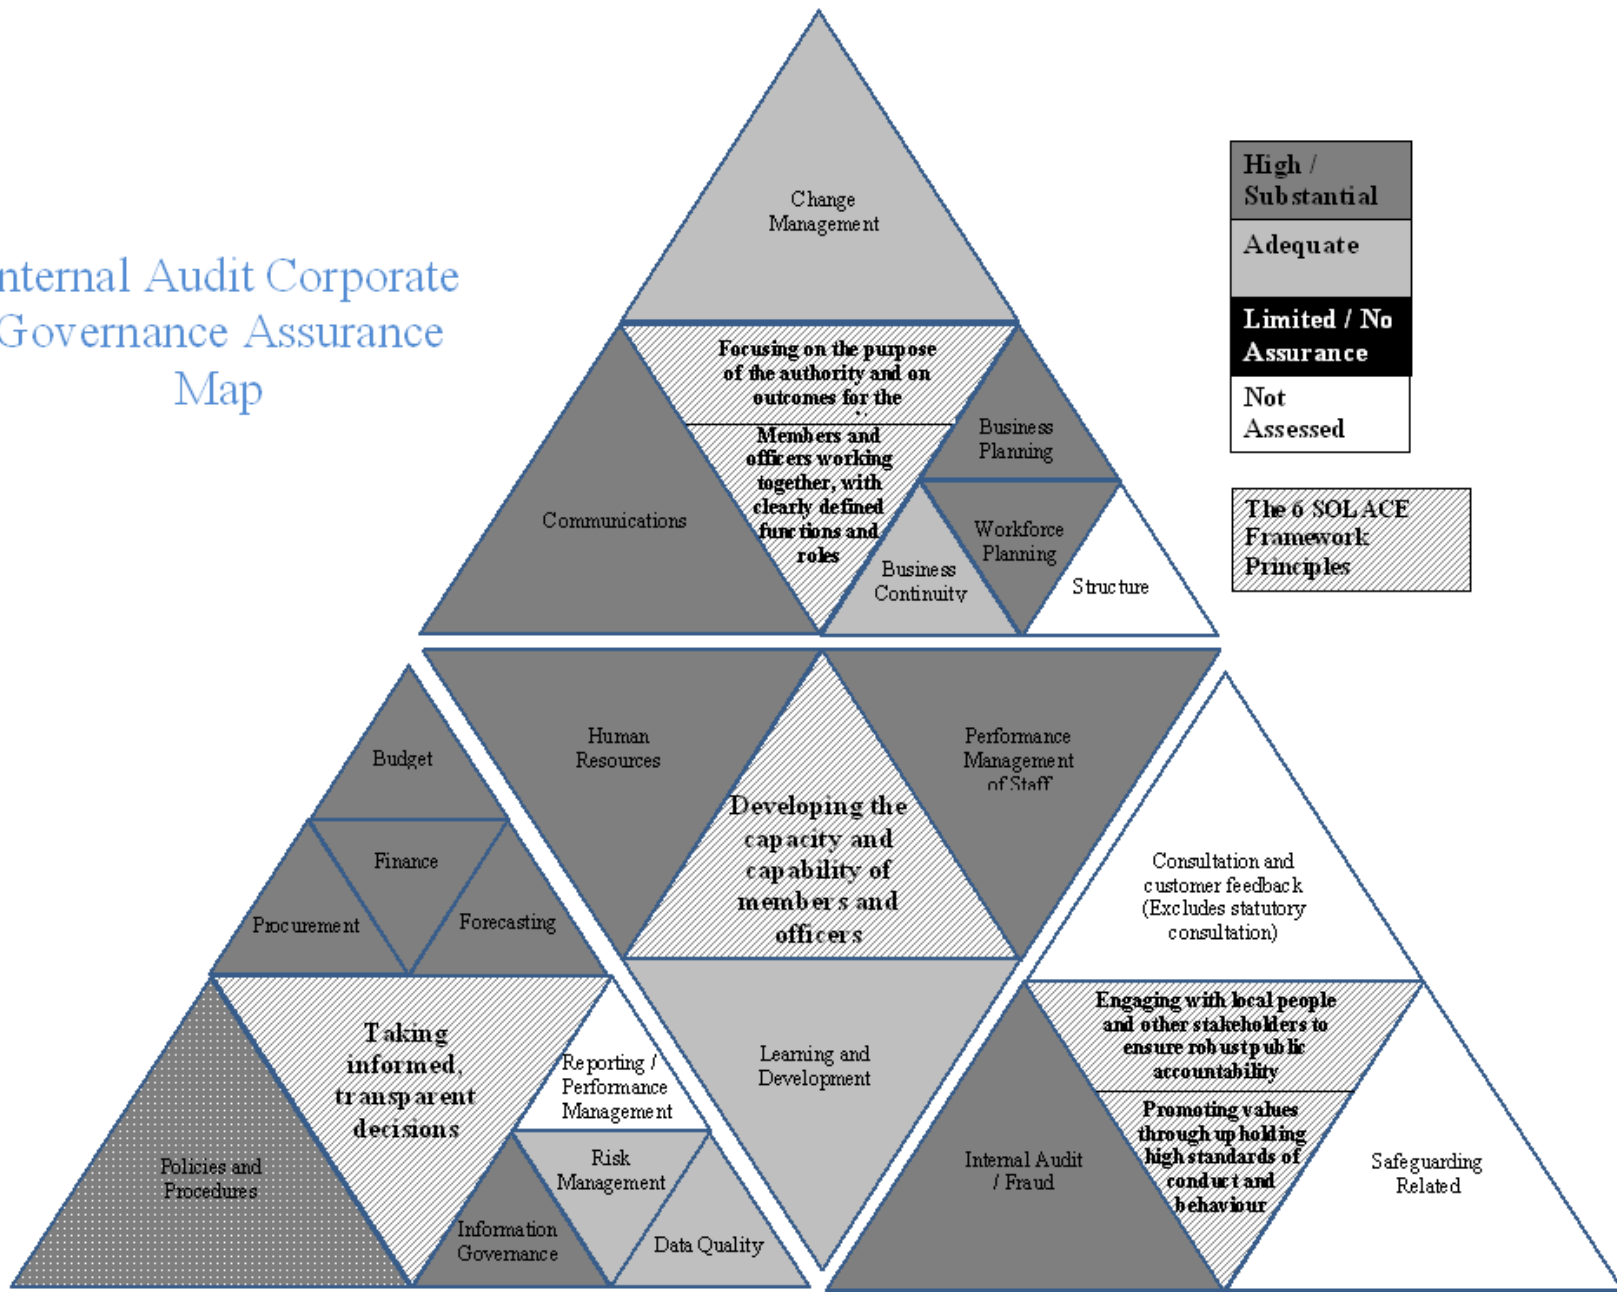 nternal Audit Corporate
Governance Assurance
Map
Change
Management
High /
Substantial
Adequate
Limited / No
Assurance
Not
Assessed
The 6 SOLACE
Framework
Principles
Focusing on the purpose
of the authority and on
outcomes for the
Members and
officers working
together, with
clearly defined
functions and
roles
Communications
Business
Planning
Workforce
Planning
Business
Continuity
Structure
Human
Resources
Performance
Management
of Staff
Developing the
capacity and
capability of
members and
officers
Learning and
Development
Budget
Finance
Procurement
Forecasting
Taking
informed,
transparent
decisions
Policies and
Procedures
Reporting /
Performance
Management
Risk
Management
Information
Governance
Data Quality
Consultation and
customer feedback
(Excludes statutory
consultation)
Engaging with local people
and other stakeholders to
ensure robust public
accountability
Promoting values
through upholding
high standards of
conduct and
behaviour
Internal Audit
/ Fraud
Safeguarding
Related